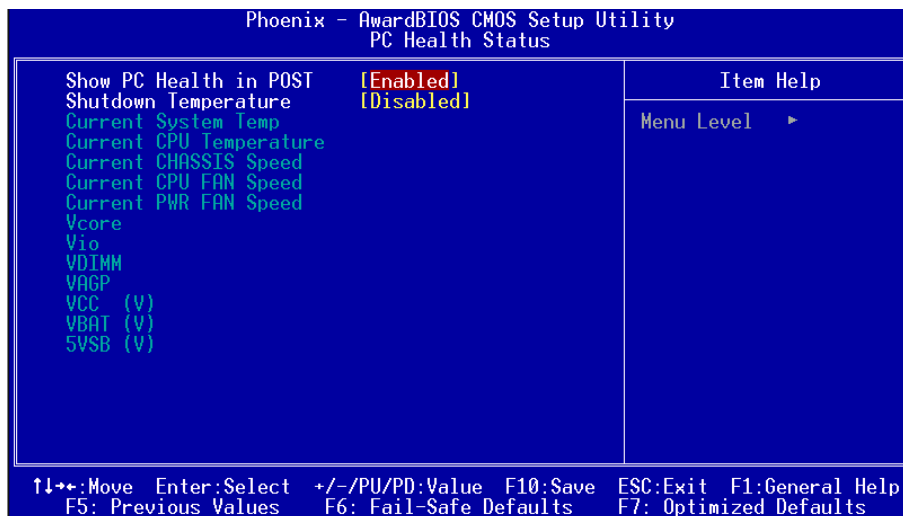 Phoenix - AwardBIOS CMOS Setup Utility
PC Health Status
Show PC Health in POST [Enabled]
Shutdown Temperature [Disabled]
Current System Temp
Current CPU Temperature
Current CHASSIS Speed
Current CPU FAN Speed
Current PWR FAN Speed
Vcore
Vio
VDIMM
VAGP
VCC (V)
VBAT (V)
5VSB (V)
Item Help
Menu Level ►
↑↓→←:Move Enter:Select +/-/PU/PD:Value F10:Save ESC:Exit F1:General Help
F5: Previous Values F6: Fail-Safe Defaults F7: Optimized Defaults